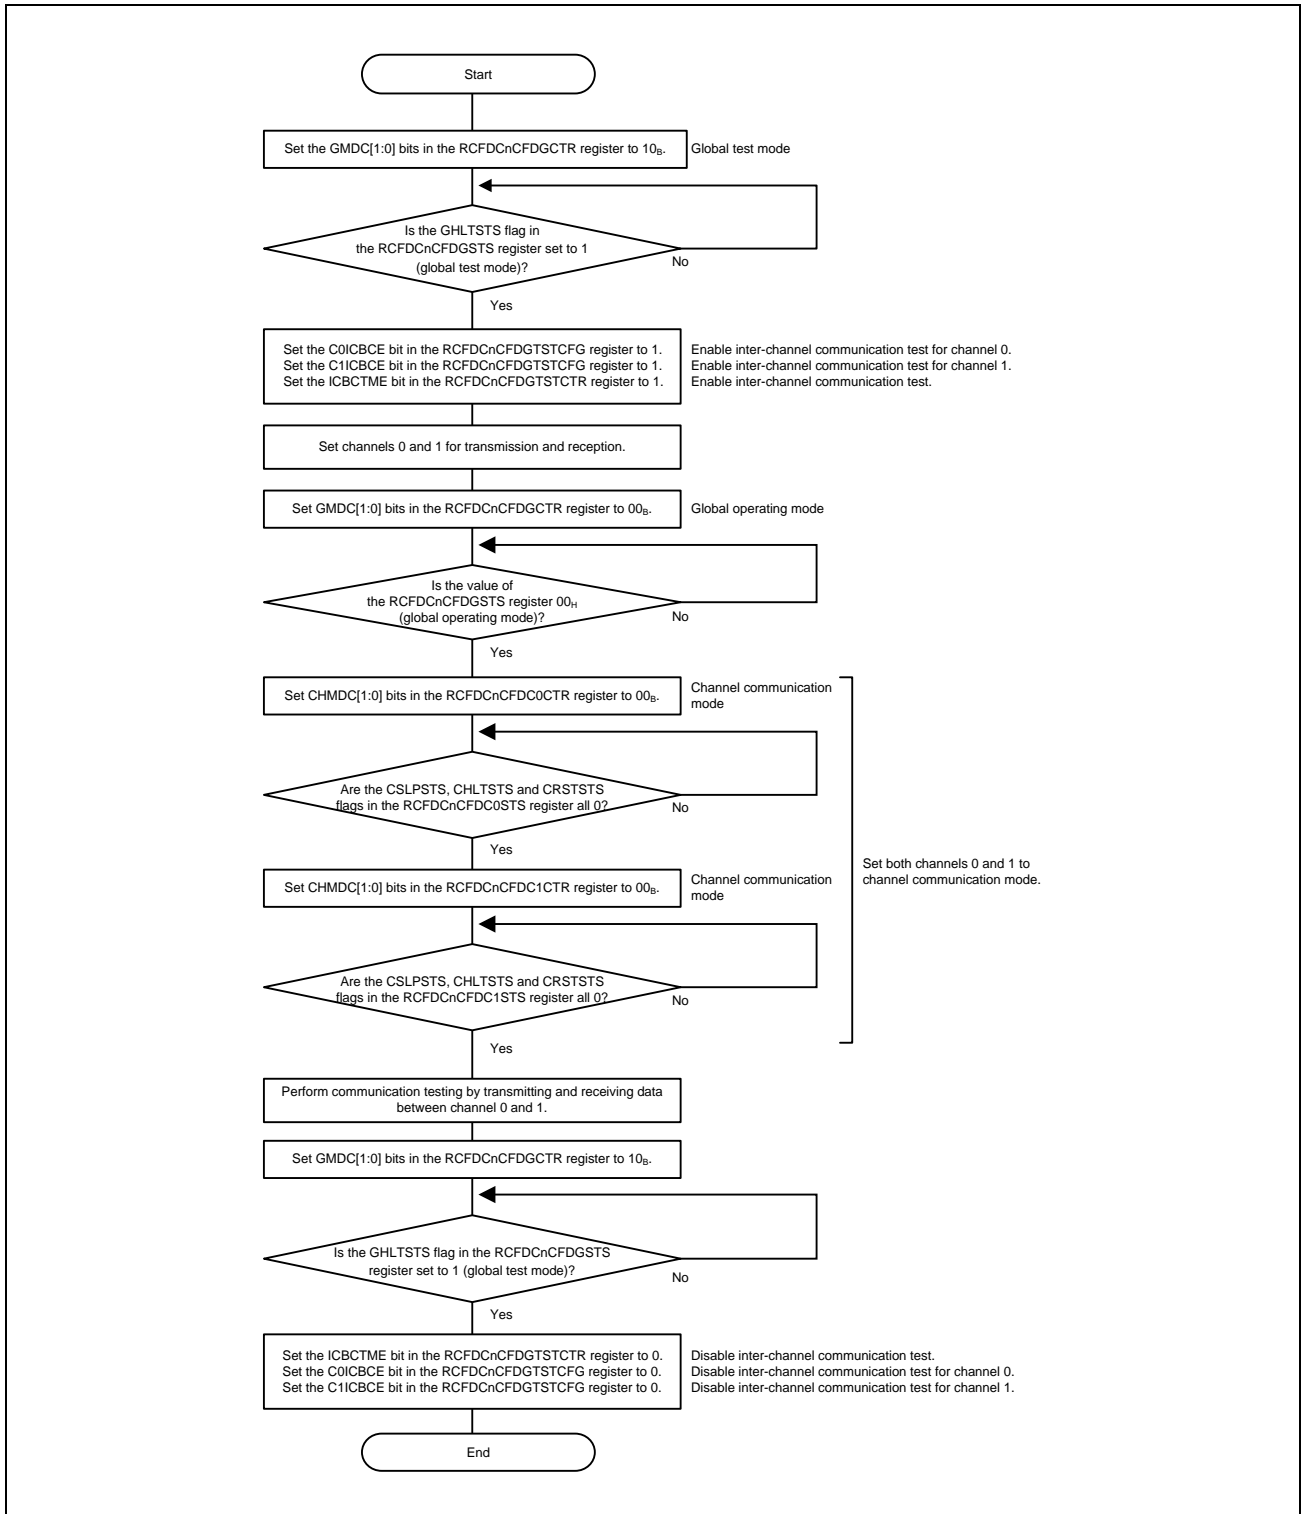 Start
Set the GMDC[1:0] bits in the RCFDCnCFDGCTR register to 10B.
Global test mode
Is the GHLTSTS flag in
the RCFDCnCFDGSTS register set to 1
(global test mode)?
No
Yes
Set the C0ICBCE bit in the RCFDCnCFDGTSTCFG register to 1.
Set the C1ICBCE bit in the RCFDCnCFDGTSTCFG register to 1.
Set the ICBCTME bit in the RCFDCnCFDGTSTCTR register to 1.
Enable inter-channel communication test for channel 0.
Enable inter-channel communication test for channel 1.
Enable inter-channel communication test.
Set channels 0 and 1 for transmission and reception.
Set GMDC[1:0] bits in the RCFDCnCFDGCTR register to 00B.
Global operating mode
Is the value of
the RCFDCnCFDGSTS register 00H
(global operating mode)?
No
Yes
Set CHMDC[1:0] bits in the RCFDCnCFDC0CTR register to 00B.
Channel communication
mode
Are the CSLPSTS, CHLTSTS and CRSTSTS
flags in the RCFDCnCFDC0STS register all 0?
No
Yes
Set both channels 0 and 1 to
channel communication mode.
Set CHMDC[1:0] bits in the RCFDCnCFDC1CTR register to 00B.
Channel communication
mode
Are the CSLPSTS, CHLTSTS and CRSTSTS
flags in the RCFDCnCFDC1STS register all 0?
No
Yes
Perform communication testing by transmitting and receiving data
between channel 0 and 1.
Set GMDC[1:0] bits in the RCFDCnCFDGCTR register to 10B.
Is the GHLTSTS flag in the RCFDCnCFDGSTS
register set to 1 (global test mode)?
No
Yes
Set the ICBCTME bit in the RCFDCnCFDGTSTCTR register to 0.
Set the C0ICBCE bit in the RCFDCnCFDGTSTCFG register to 0.
Set the C1ICBCE bit in the RCFDCnCFDGTSTCFG register to 0.
Disable inter-channel communication test.
Disable inter-channel communication test for channel 0.
Disable inter-channel communication test for channel 1.
End